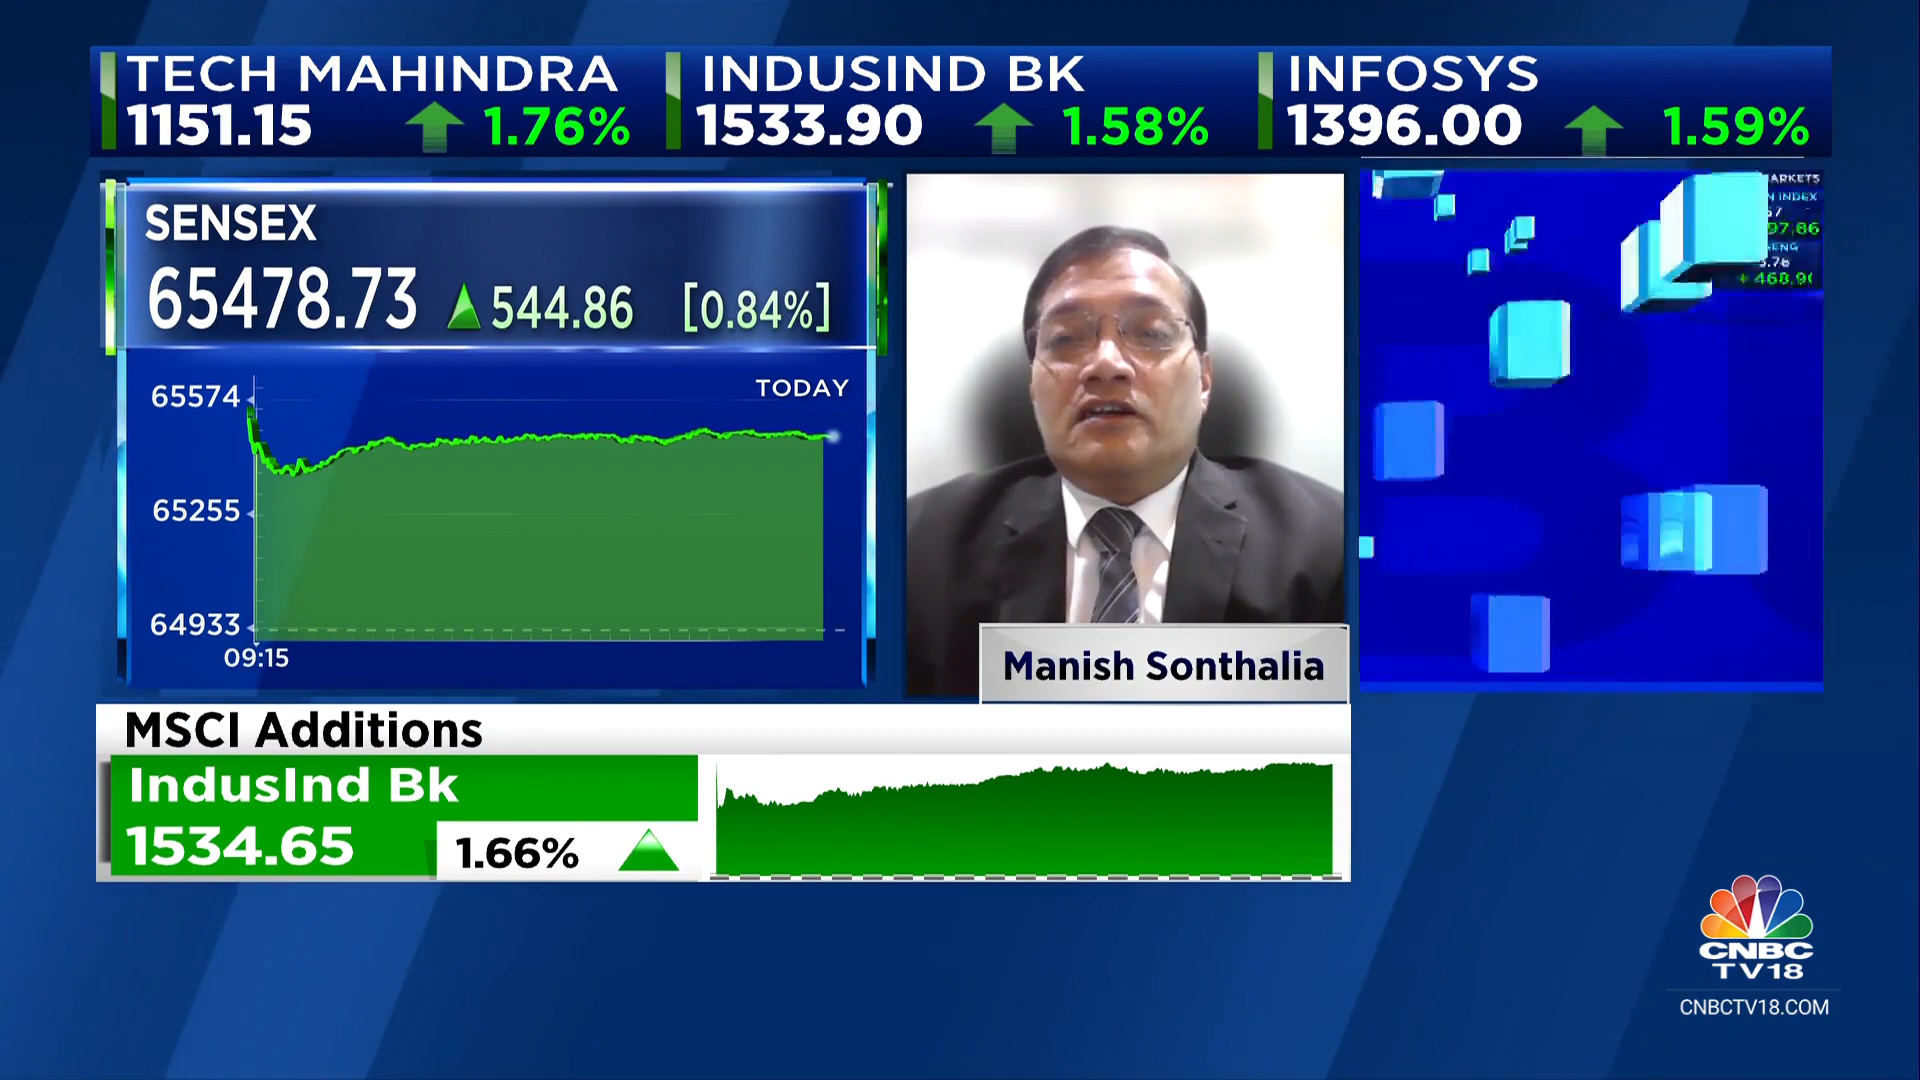 TECH MAHINDRA
1151.15 1.76%
INDUSIND BK
1533.90 1.58%
INFOSYS
1396.00 1.59%
SENSEX
65478.73 544.86 [0.84%]
TODAY
65574
65255
64933
09:15
Manish Sonthalia
MSCI Additions
IndusInd Bk
1534.65
1.66%
CNBC
TV18
CNBCTV18.COM